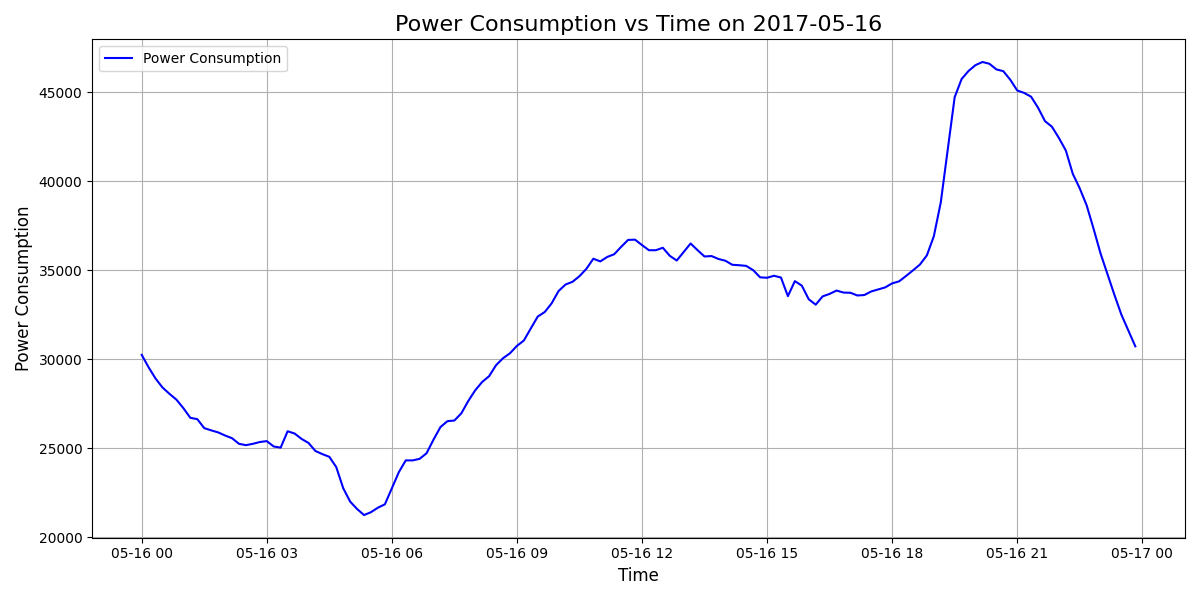 Power Consumption vs Time on 2017-05-16
Power Consumption
Power Consumption
45000
40000
35000
30000
25000
20000
05-16 00 05-16 03 05-16 06 05-16 09 05-16 12 05-16 15 05-16 18 05-16 21 05-17 00
Time